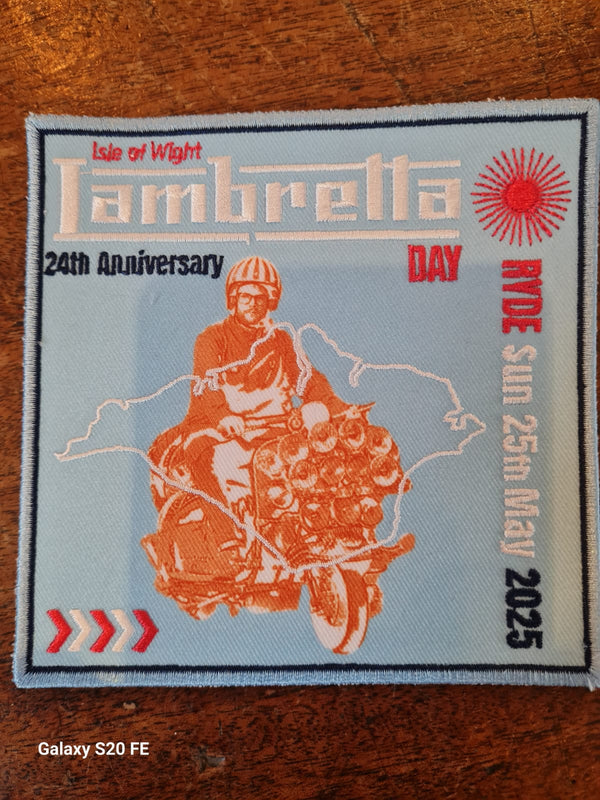 Isle of Wight
Lambretta
24th Anniversary
DAY
RYDE Sun 25th May 2025
Galaxy S20 FE